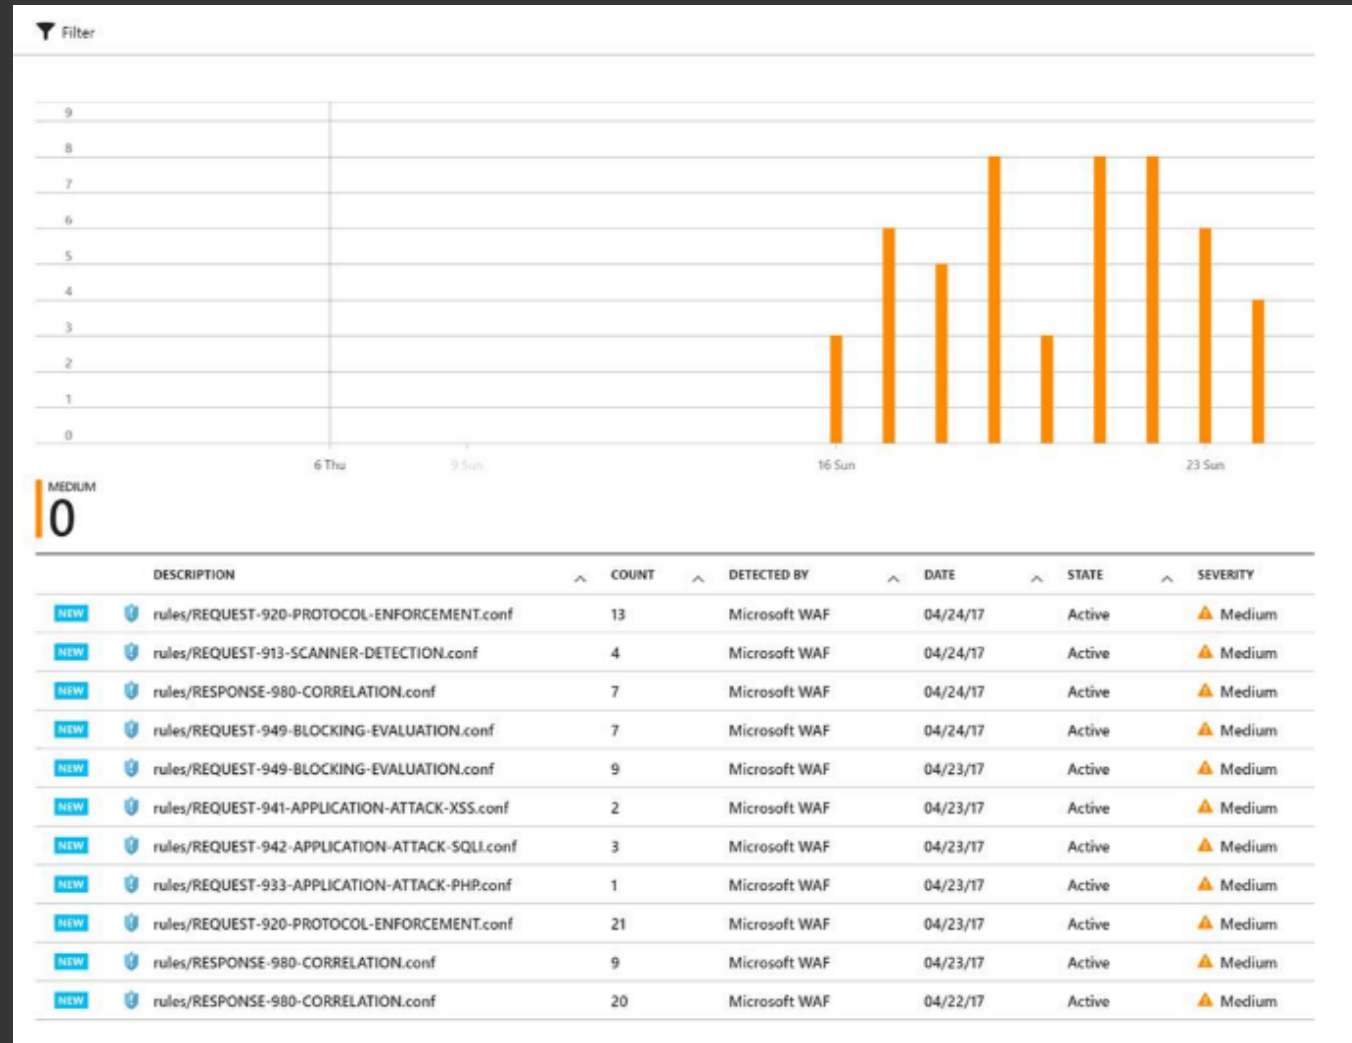 Filter
9
8
7
6
5
4
3
2
1
0
6 Thu 9 Sun 16 Sun 23 Sun
MEDIUM
0
DESCRIPTION COUNT DETECTED BY DATE STATE SEVERITY
NEW rules/REQUEST-920-PROTOCOL-ENFORCEMENT.conf 13 Microsoft WAF 04/24/17 Active Medium
NEW rules/REQUEST-913-SCANNER-DETECTION.conf 4 Microsoft WAF 04/24/17 Active Medium
NEW rules/RESPONSE-980-CORRELATION.conf 7 Microsoft WAF 04/24/17 Active Medium
NEW rules/REQUEST-949-BLOCKING-EVALUATION.conf 7 Microsoft WAF 04/24/17 Active Medium
NEW rules/REQUEST-949-BLOCKING-EVALUATION.conf 9 Microsoft WAF 04/23/17 Active Medium
NEW rules/REQUEST-941-APPLICATION-ATTACK-XSS.conf 2 Microsoft WAF 04/23/17 Active Medium
NEW rules/REQUEST-942-APPLICATION-ATTACK-SQLI.conf 3 Microsoft WAF 04/23/17 Active Medium
NEW rules/REQUEST-933-APPLICATION-ATTACK-PHP.conf 1 Microsoft WAF 04/23/17 Active Medium
NEW rules/REQUEST-920-PROTOCOL-ENFORCEMENT.conf 21 Microsoft WAF 04/23/17 Active Medium
NEW rules/RESPONSE-980-CORRELATION.conf 9 Microsoft WAF 04/23/17 Active Medium
NEW rules/RESPONSE-980-CORRELATION.conf 20 Microsoft WAF 04/22/17 Active Medium